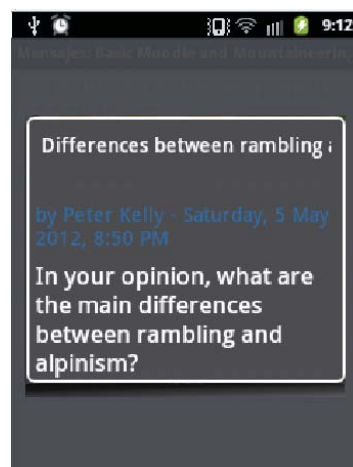 9:12
Mensajes: Basic Moodle and Mountaineering
Differences between rambling a
by Peter Kelly - Saturday, 5 May
2012, 8:50 PM
In your opinion, what are
the main differences
between rambling and
alpinism?